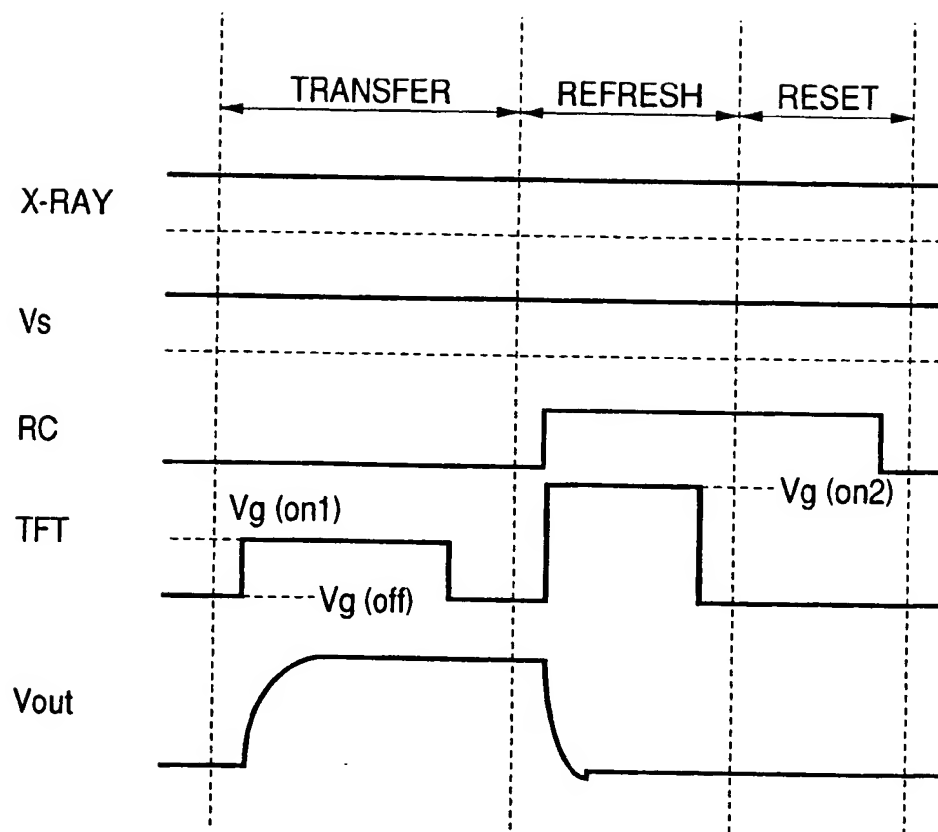 TRANSFER REFRESH RESET
X-RAY
Vs
RC
Vg (on2)
Vg (on1)
TFT
Vg (off)
Vout